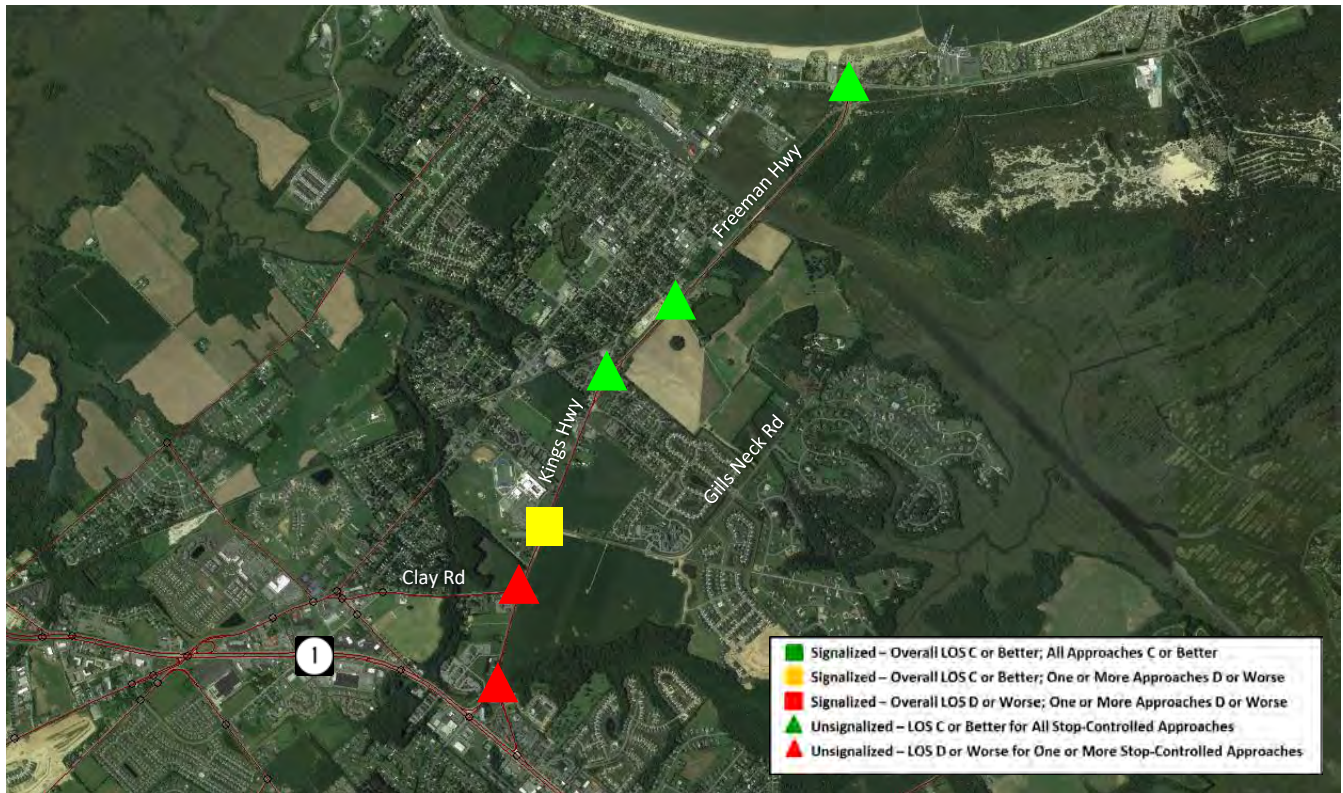 Freeman Hwy
Kings Hwy
Gills Neck Rd
Clay Rd
1
Signalized – Overall LOS C or Better; All Approaches C or Better
Signalized – Overall LOS C or Better; One or More Approaches D or Worse
Signalized – Overall LOS D or Worse; One or More Approaches D or Worse
Unsignalized – LOS C or Better for All Stop-Controlled Approaches
Unsignalized – LOS D or Worse for One or More Stop-Controlled Approaches